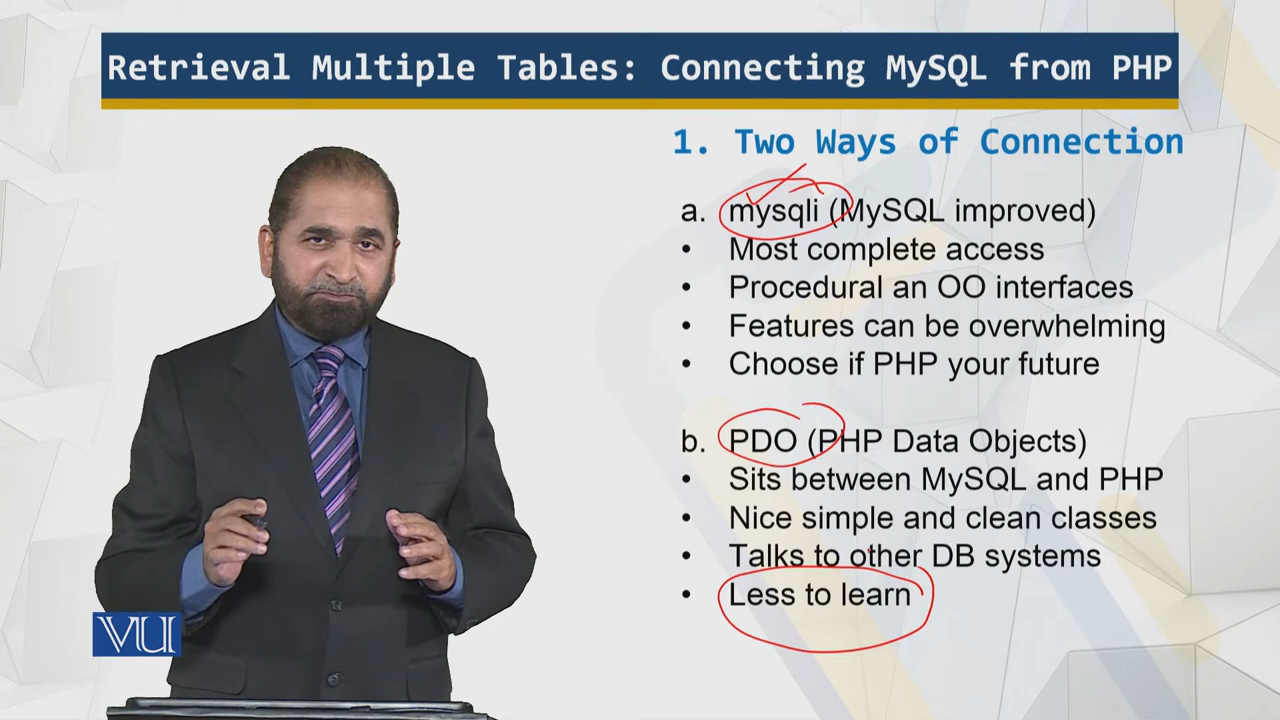 Retrieval Multiple Tables: Connecting MySQL from PHP
1. Two Ways of Connection
a. mysqli (MySQL improved)
• Most complete access
• Procedural an OO interfaces
• Features can be overwhelming
• Choose if PHP your future
b. PDO (PHP Data Objects)
• Sits between MySQL and PHP
• Nice simple and clean classes
• Talks to other DB systems
• Less to learn
VU